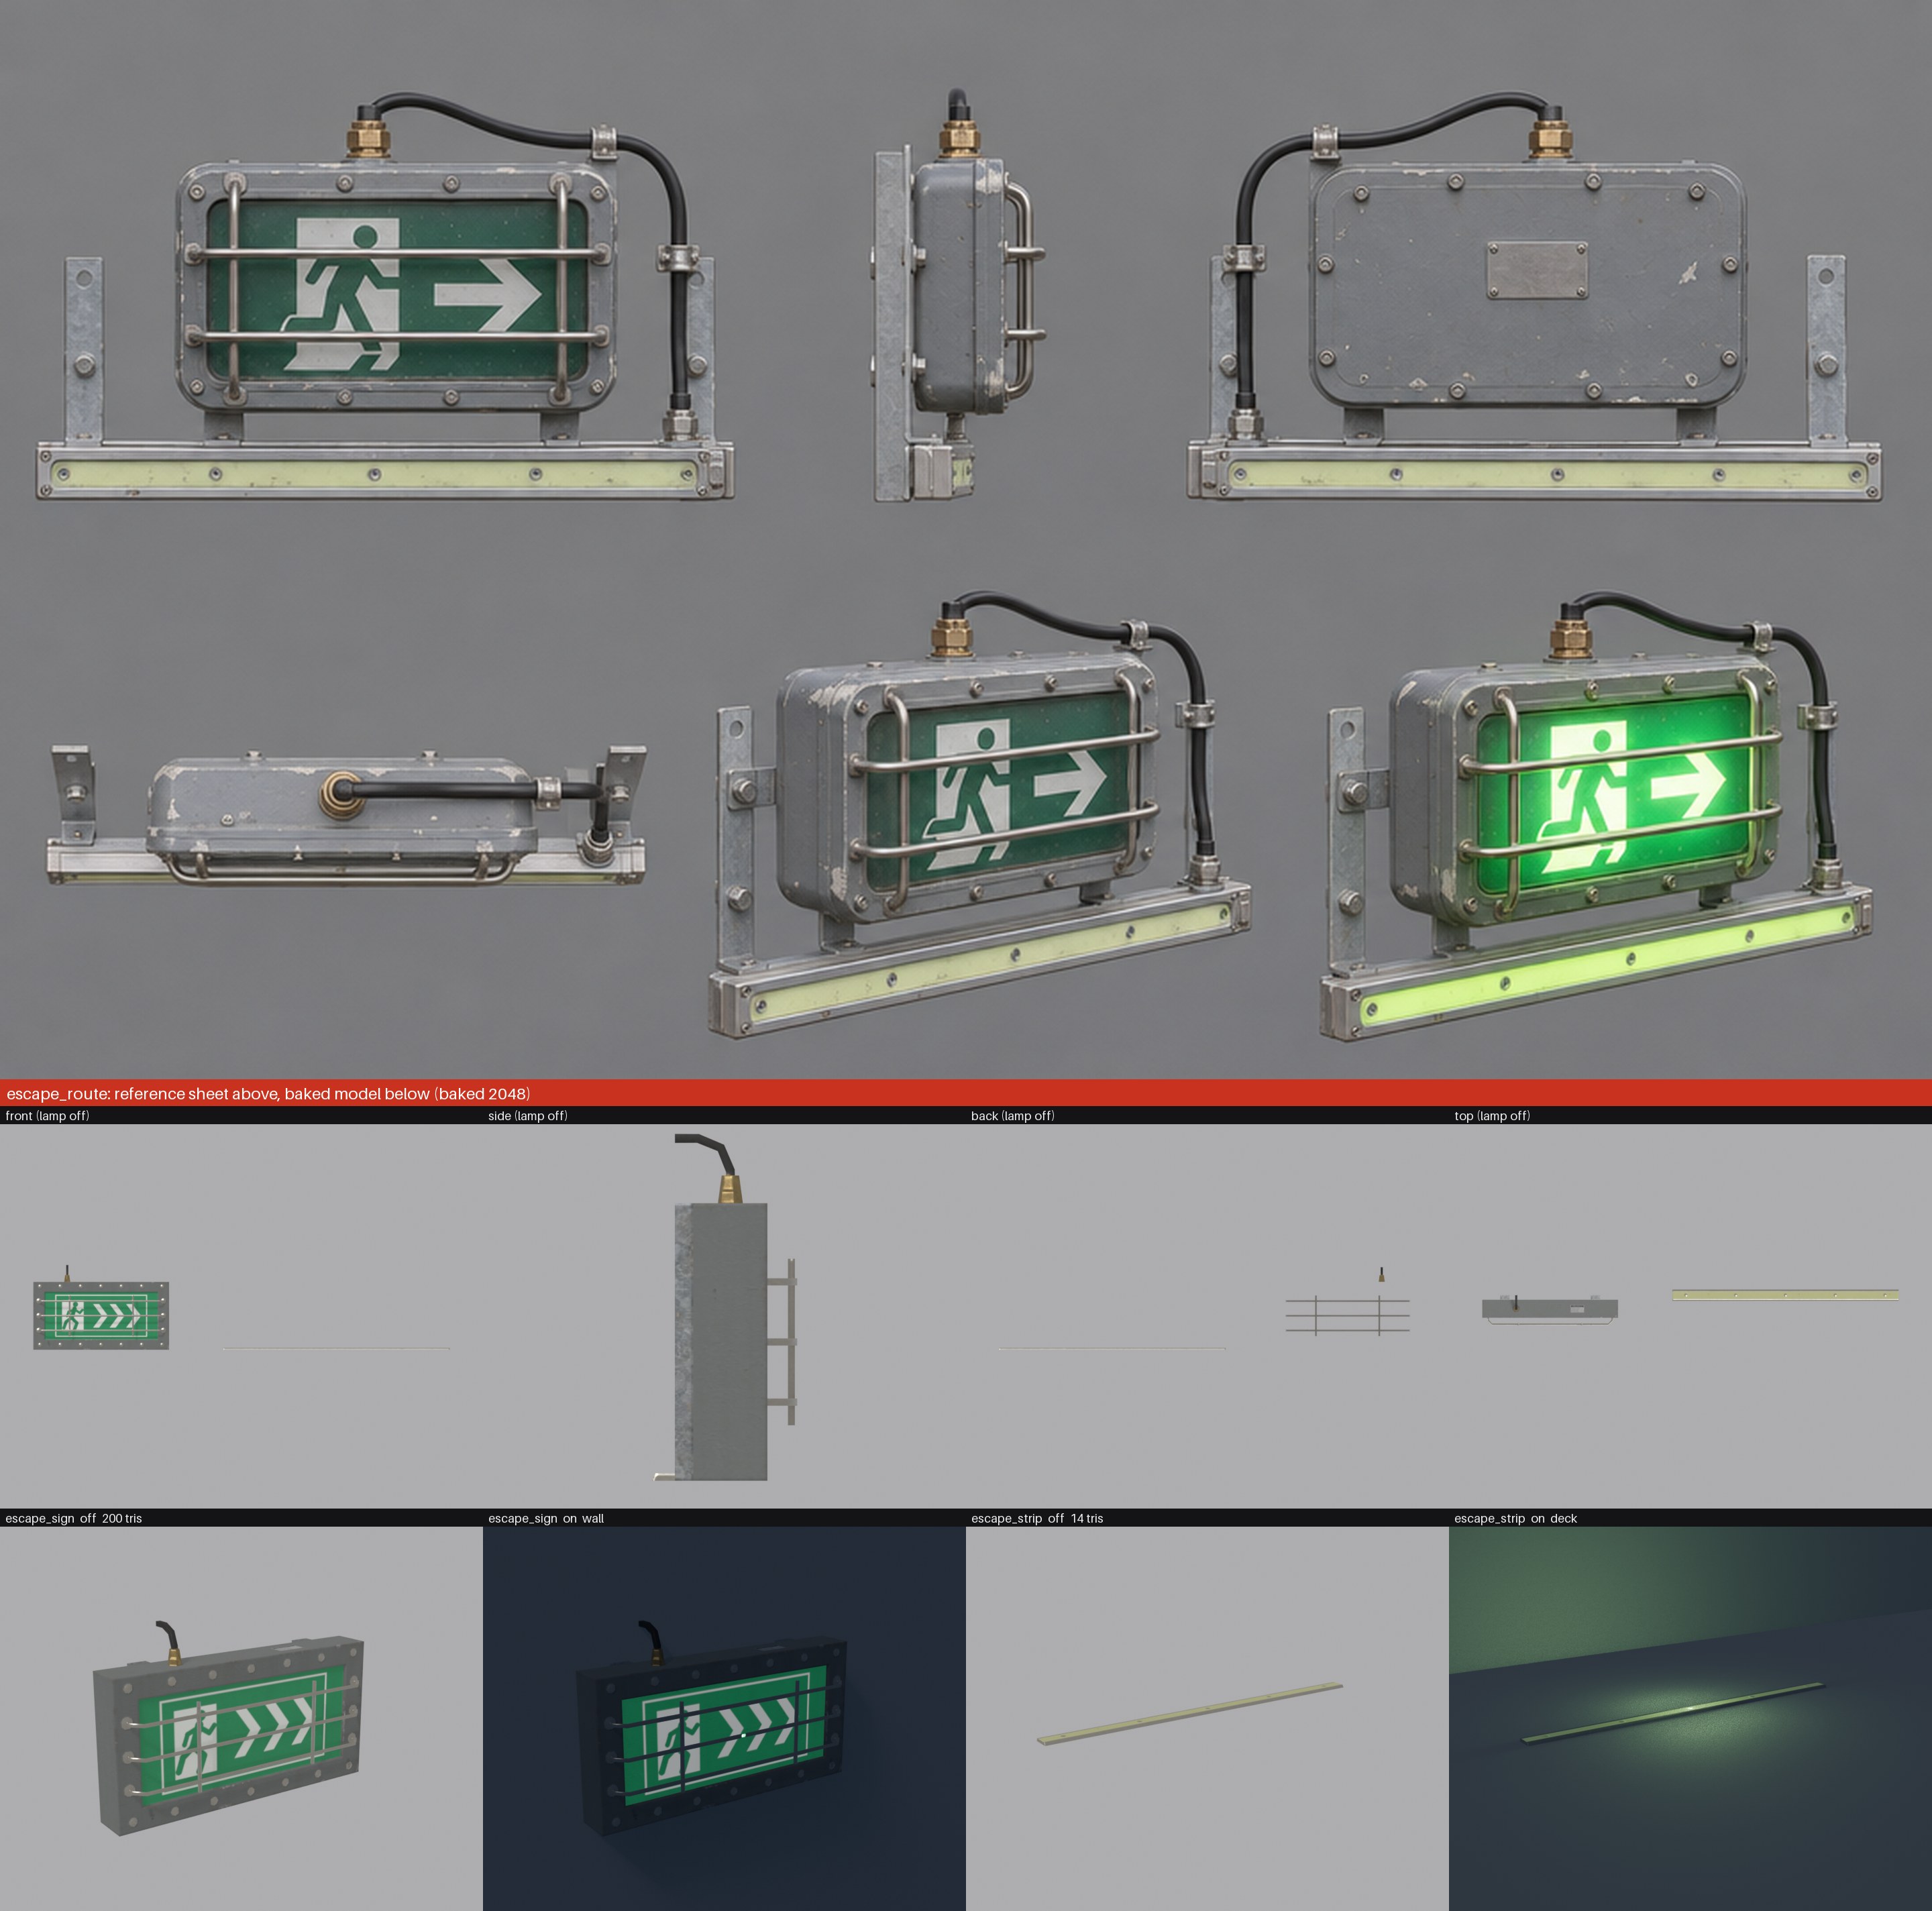 escape_route: reference sheet above, baked model below (baked 2048)
front (lamp off)
side (lamp off)
back (lamp off)
top (lamp off)
escape_sign off 200 tris
escape_sign on wall
escape_strip off 14 tris
escape_strip on deck